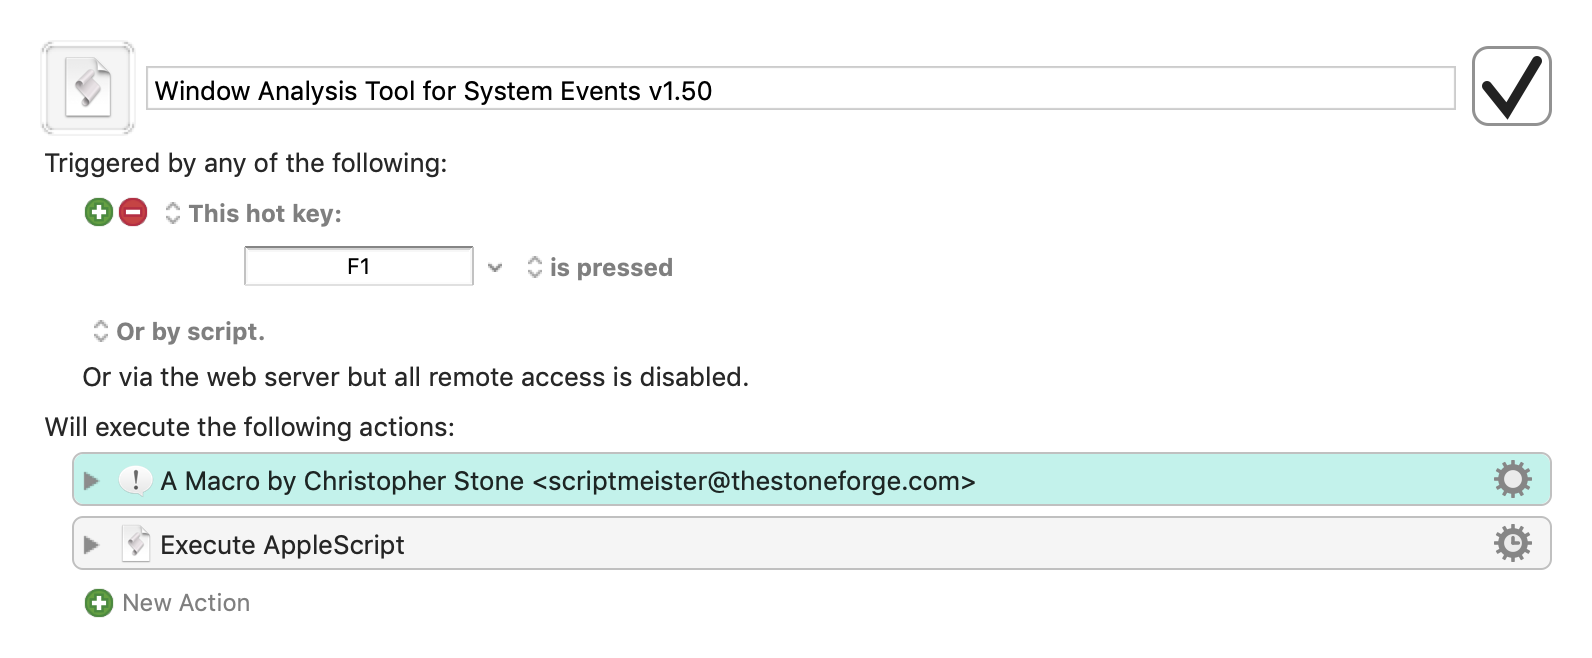 Window Analysis Tool for System Events v1.50
Triggered by any of the following:
This hot key:
F1 is pressed
Or by script.
Or via the web server but all remote access is disabled.
Will execute the following actions:
A Macro by Christopher Stone <scriptmeister@thestoneforge.com>
Execute AppleScript
New Action